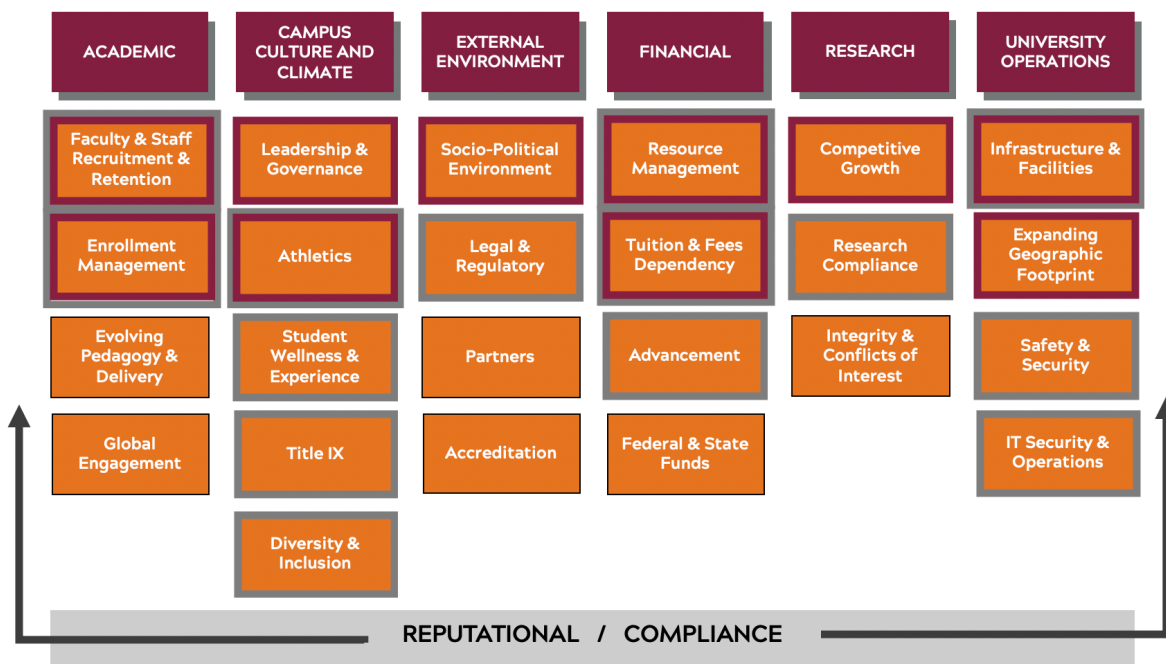 ACADEMIC
CAMPUS
CULTURE AND
CLIMATE
EXTERNAL
ENVIRONMENT
FINANCIAL
RESEARCH
UNIVERSITY
OPERATIONS
Faculty & Staff
Recruitment &
Retention
Leadership &
Governance
Socio-Political
Environment
Resource
Management
Competitive
Growth
Infrastructure &
Facilities
Enrollment
Management
Athletics
Legal &
Regulatory
Tuition & Fees
Dependency
Research
Compliance
Expanding
Geographic
Footprint
Evolving
Pedagogy &
Delivery
Student
Wellness &
Experience
Partners
Advancement
Integrity &
Conflicts of
Interest
Safety &
Security
Global
Engagement
Title IX
Accreditation
Federal & State
Funds
IT Security &
Operations
Diversity &
Inclusion
REPUTATIONAL / COMPLIANCE